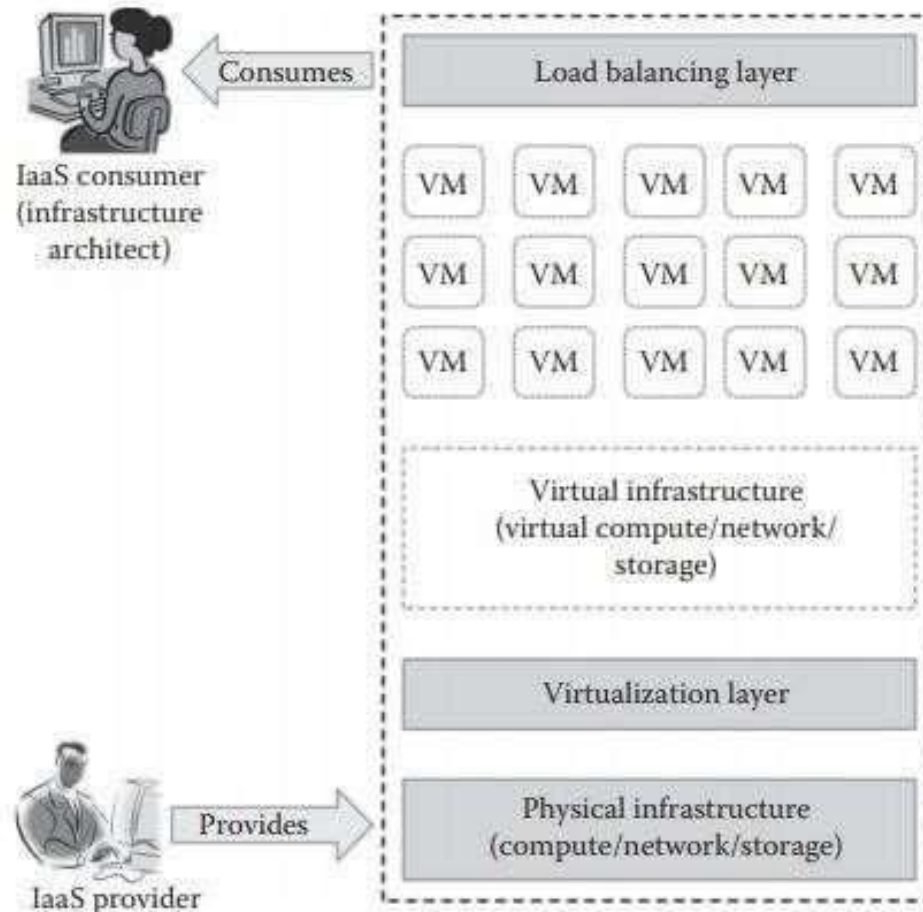 Consumes
Load balancing layer
IaaS consumer
(infrastructure
architect)
VM VM VM VM VM
VM VM VM VM VM
VM VM VM VM VM
Virtual infrastructure
(virtual compute/network/
storage)
Virtualization layer
Provides
Physical infrastructure
(compute/network/storage)
IaaS provider